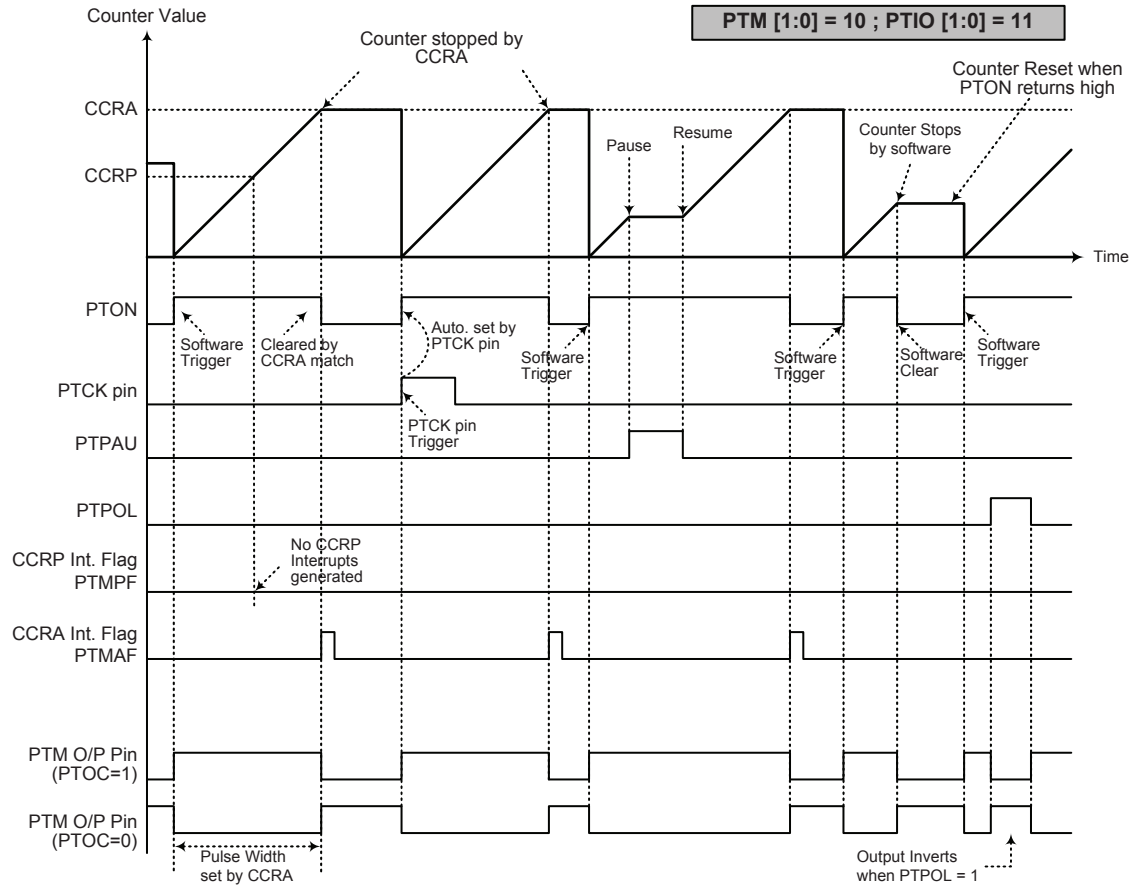 Counter Value
PTM [1:0] = 10 ; PTIO [1:0] = 11
Counter stopped by
CCRA
Counter Reset when
PTON returns high
CCRA
CCRP
Pause
Resume
Counter Stops
by software
Time
PTON
Software
Trigger
Cleared by
CCRA match
Auto. set by
PTCK pin
Software
Trigger
Software
Trigger
Software
Clear
Software
Trigger
PTCK pin
PTCK pin
Trigger
PTPAU
PTPOL
CCRP Int. Flag
PTMPF
No CCRP
Interrupts
generated
CCRA Int. Flag
PTMAF
PTM O/P Pin
(PTOC=1)
PTM O/P Pin
(PTOC=0)
Pulse Width
set by CCRA
Output Inverts
when PTPOL = 1